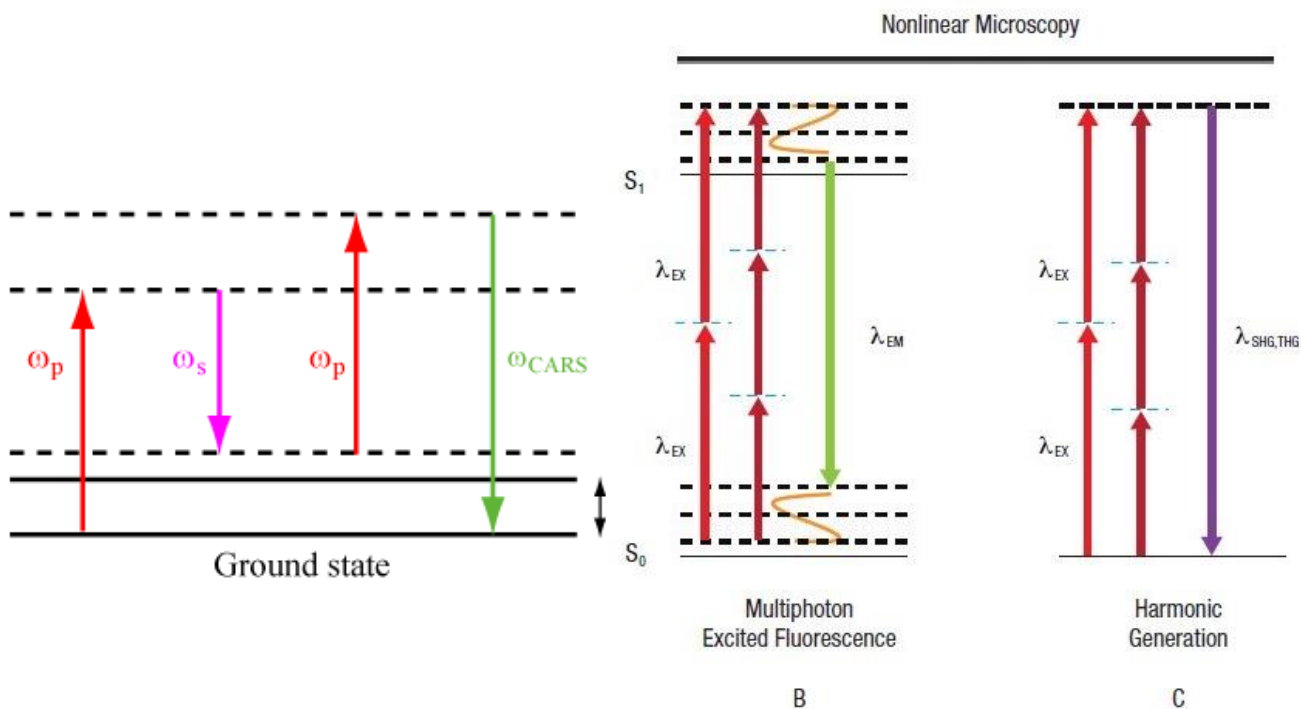 Nonlinear Microscopy
ωp
ωs
ωp
ωCARS
Ground state
S1
λEX
λEX
λEM
S0
Multiphoton
Excited Fluorescence
B
λEX
λEX
λSHG,THG
Harmonic
Generation
C